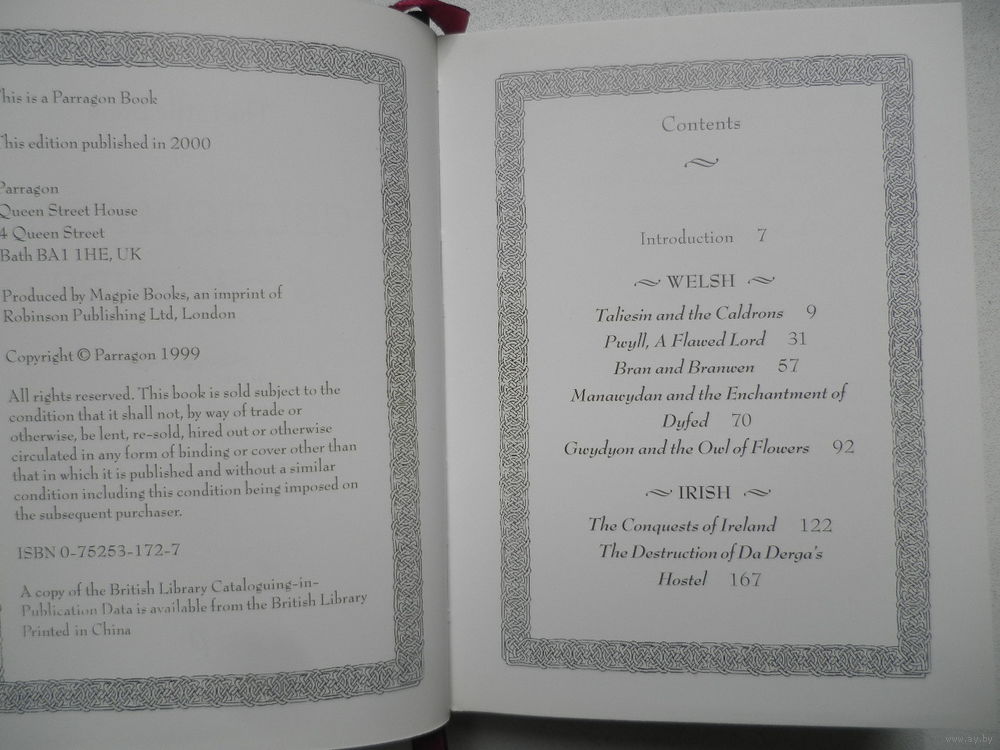 This is a Parragon Book
This edition published in 2000
Parragon
Queen Street House
4 Queen Street
Bath BA1 1HE, UK
Produced by Magpie Books, an imprint of
Robinson Publishing Ltd, London
Copyright © Parragon 1999
All rights reserved. This book is sold subject to the
condition that it shall not, by way of trade or
otherwise, be lent, re-sold, hired out or otherwise
circulated in any form of binding or cover other than
that in which it is published and without a similar
condition including this condition being imposed on
the subsequent purchaser.
ISBN 0-75253-172-7
A copy of the British Library Cataloguing-in-
Publication Data is available from the British Library
Printed in China
Contents
Introduction 7
WELSH
Taliesin and the Caldrons 9
Pwyll, A Flawed Lord 31
Bran and Branwen 57
Manawydan and the Enchantment of
Dyfed 70
Gwydyon and the Owl of Flowers 92
IRISH
The Conquests of Ireland 122
The Destruction of Da Derga's
Hostel 167
www.ay.by